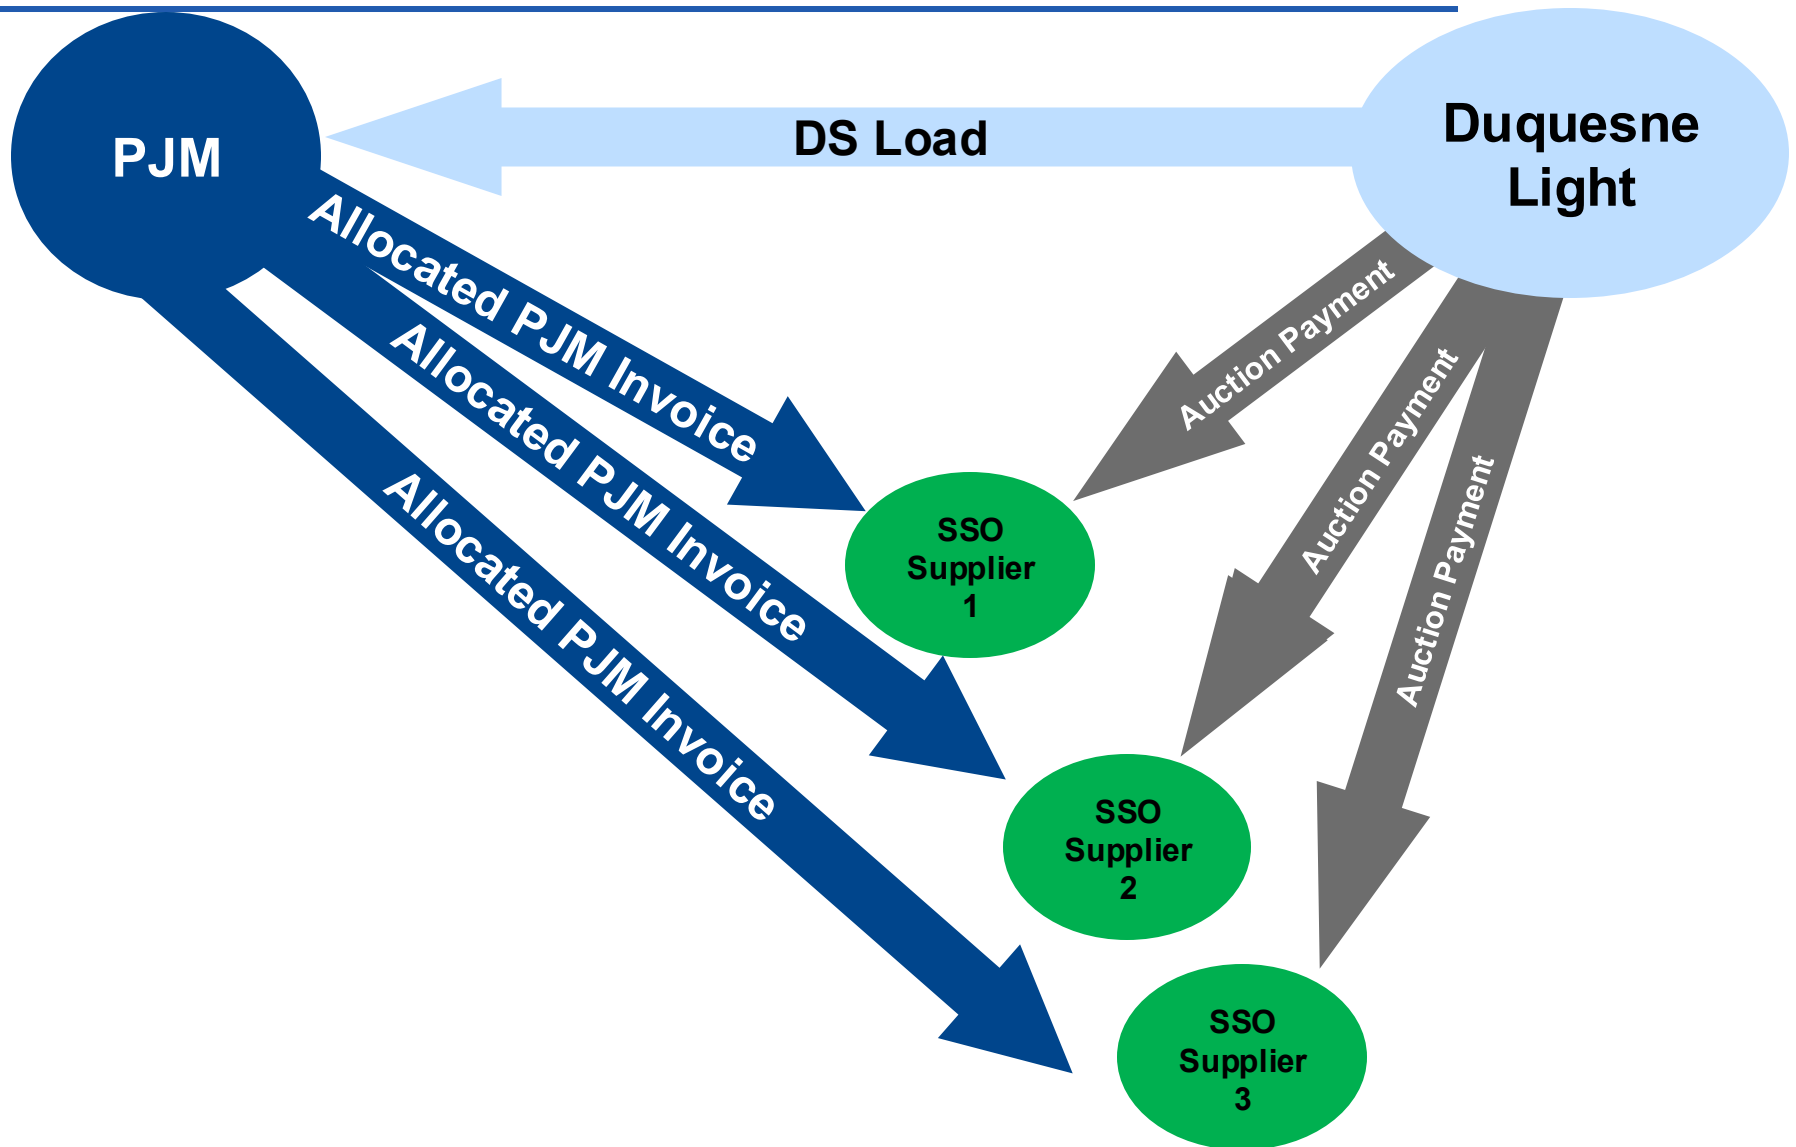 PJM
DS Load
Duquesne
Light
Allocated PJM Invoice
Allocated PJM Invoice
Allocated PJM Invoice
Auction Payment
Auction Payment
Auction Payment
SSO
Supplier
1
SSO
Supplier
2
SSO
Supplier
3